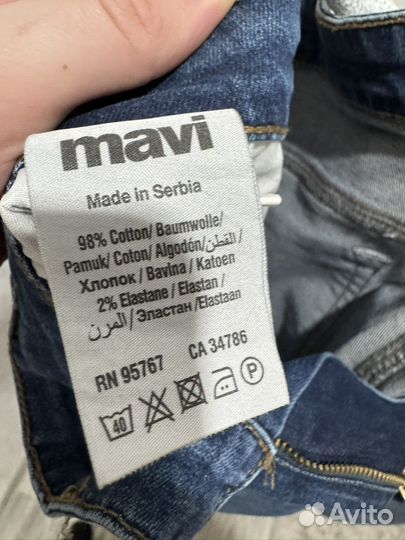 mavi
Made in Serbia
98% Cotton/ Baumwolle/
Pamuk/ Coton/ Algodón/القطن/
Хлопок / Bavlna / Katoen
2% Elastane/ Elastan /
المرن/ Эластан /Elastaan
RN 95767 CA 34786
40 P
Avito